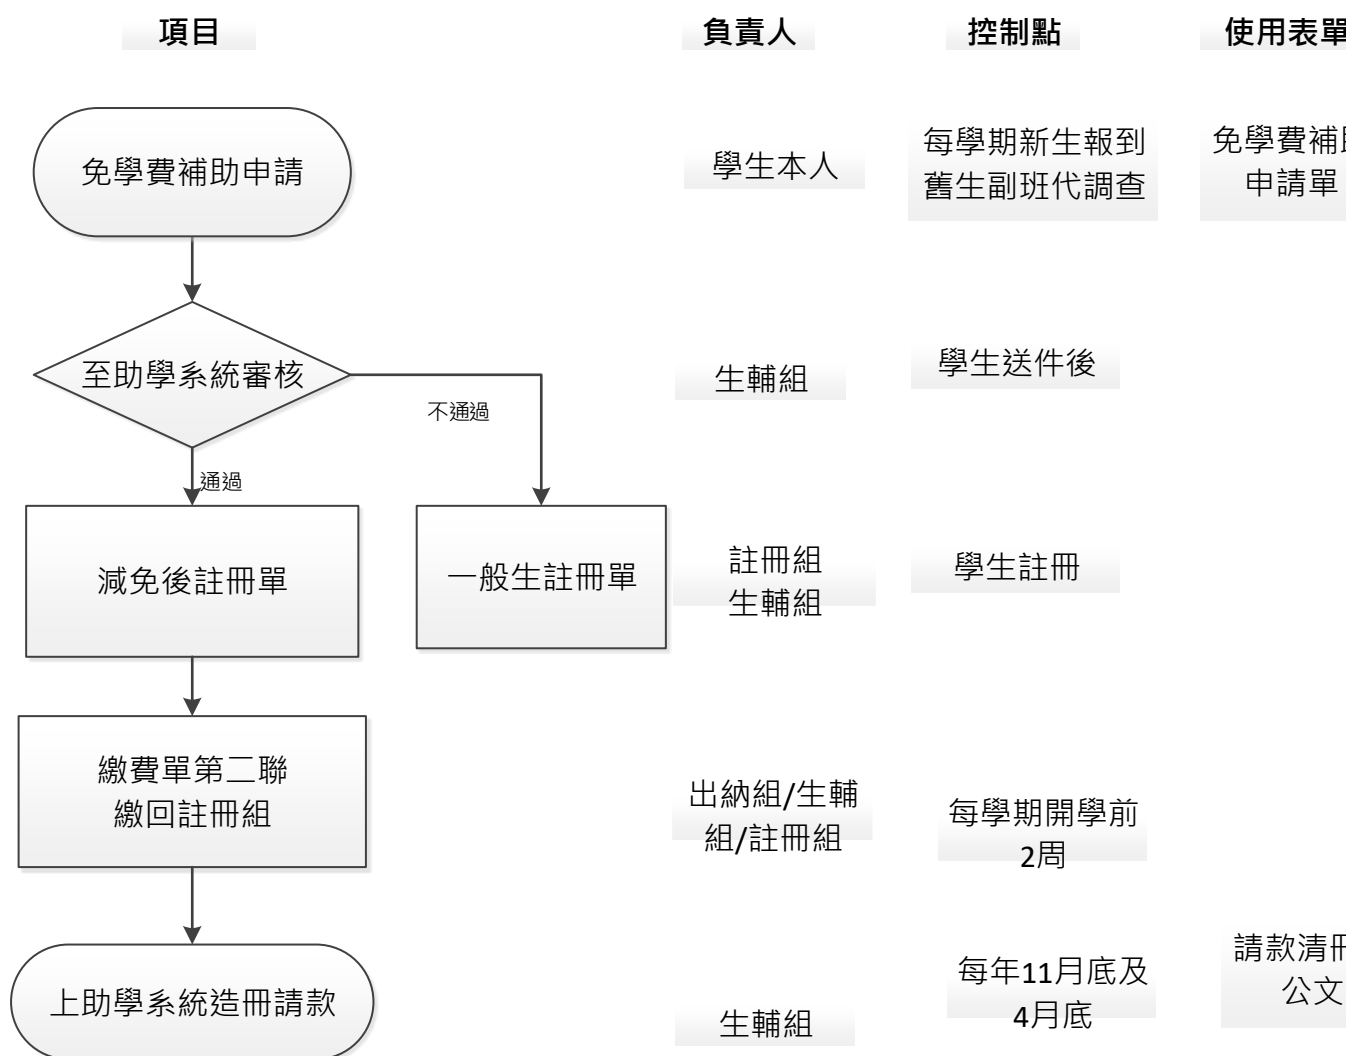 項目
負責人
控制點
使用表單
免學費補助申請
學生本人
每學期新生報到
舊生副班代調查
免學費補助
申請單
至助學系統審核
不通過
通過
生輔組
學生送件後
減免後註冊單
一般生註冊單
註冊組
生輔組
學生註冊
繳費單第二聯
繳回註冊組
出納組/生輔
組/註冊組
每學期開學前
2周
上助學系統造冊請款
生輔組
每年11月底及
4月底
請款清冊
公文